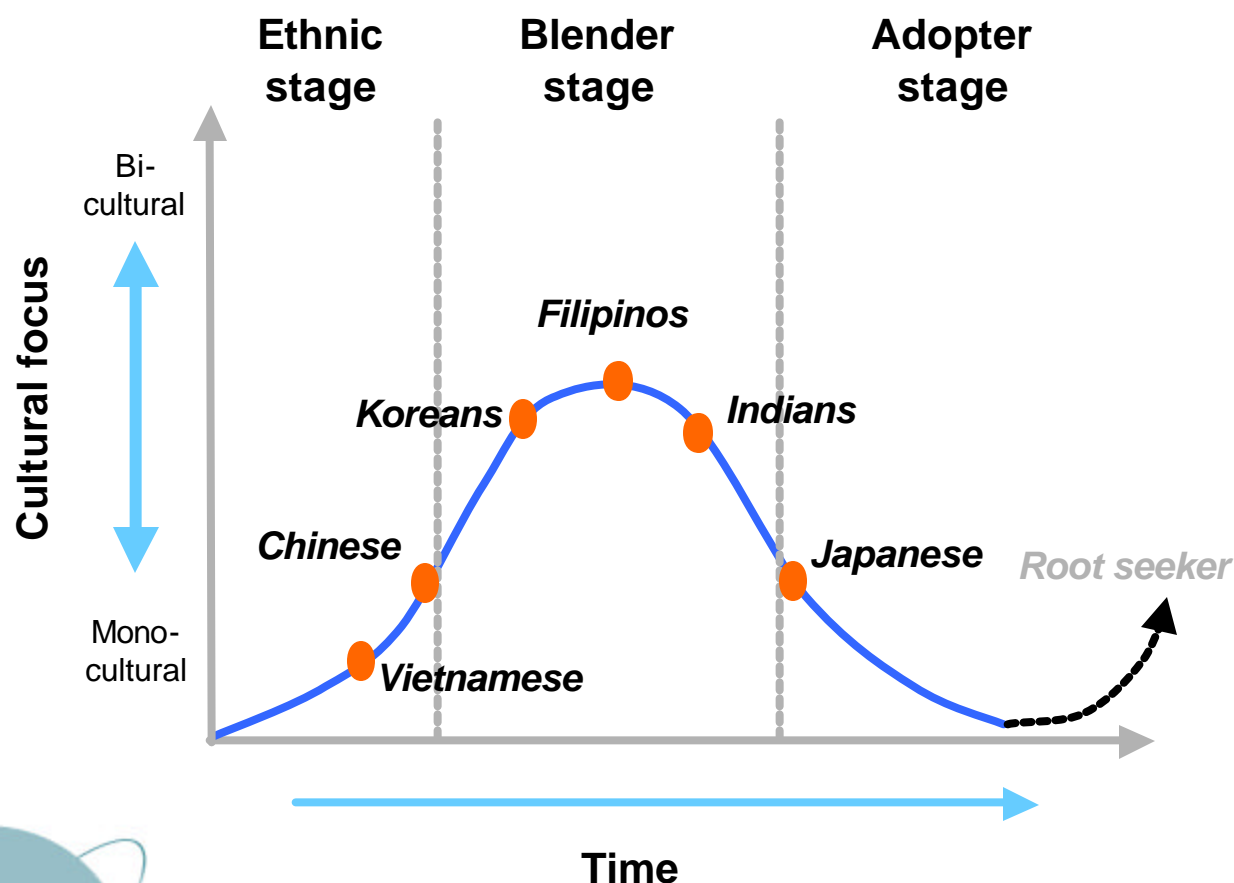 Ethnic
stage
Blender
stage
Adopter
stage
Bi-
cultural
Cultural focus
Mono-
cultural
Filipinos
Koreans
Indians
Chinese
Japanese
Root seeker
Vietnamese
Time